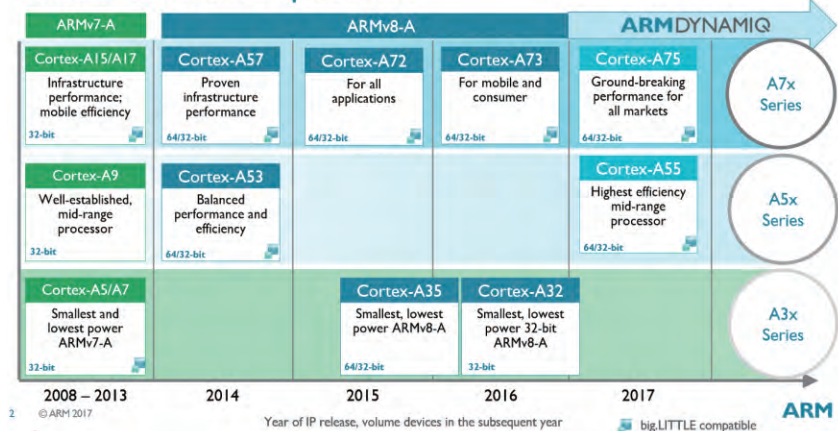 ARMv7-A
ARMv8-A
ARMDYNAMIQ
Cortex-A15/A17
Infrastructure
performance;
mobile efficiency
32-bit
Cortex-A57
Proven
infrastructure
performance
64/32-bit
Cortex-A72
For all
applications
64/32-bit
Cortex-A73
For mobile and
consumer
64/32-bit
Cortex-A75
Ground-breaking
performance for
all markets
64/32-bit
A7x
Series
Cortex-A9
Well-established,
mid-range
processor
32-bit
Cortex-A53
Balanced
performance and
efficiency
64/32-bit
Cortex-A55
Highest efficiency
mid-range
processor
64/32-bit
A5x
Series
Cortex-A5/A7
Smallest and
lowest power
ARMv7-A
32-bit
Cortex-A35
Smallest, lowest
power ARMv8-A
64/32-bit
Cortex-A32
Smallest, lowest
power 32-bit
ARMv8-A
32-bit
A3x
Series
2008 – 2013
2014
2015
2016
2017
2
© ARM 2017
Year of IP release, volume devices in the subsequent year
big.LITTLE compatible
ARM